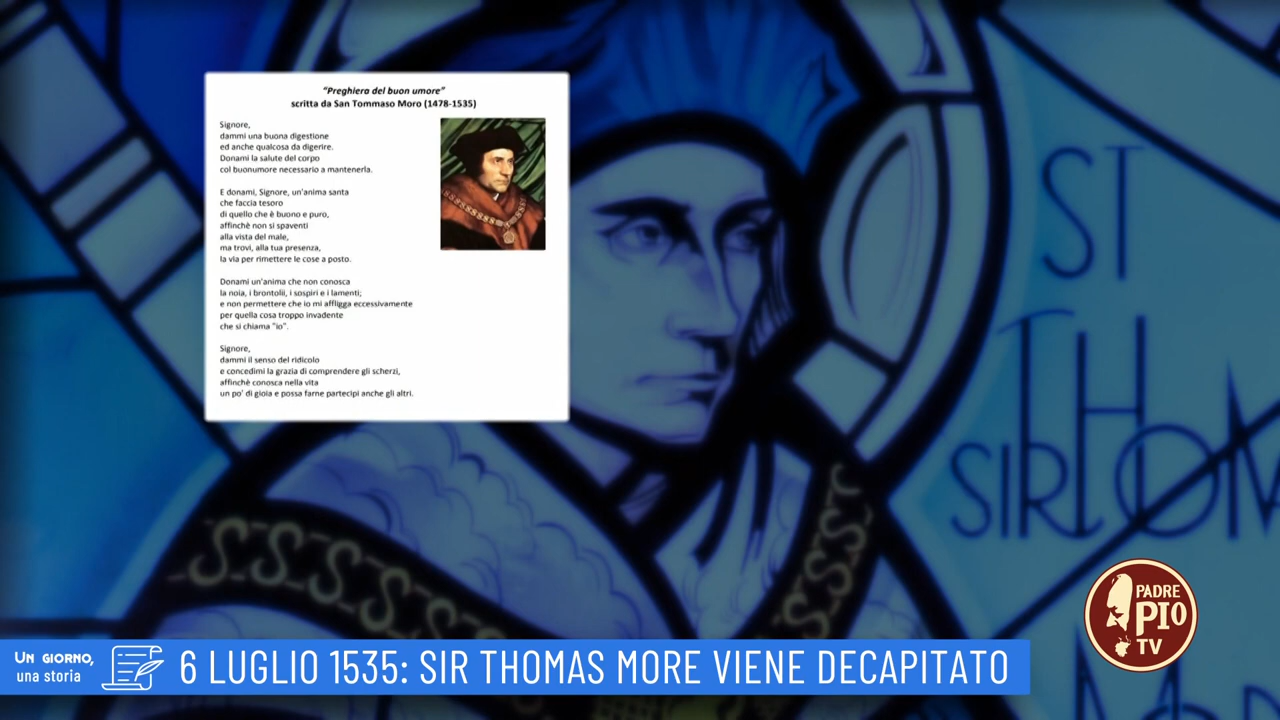 “Preghiera del buon umore”
scritta da San Tommaso Moro (1478-1535)
Signore,
dammi una buona digestione
ed anche qualcosa da digerire.
Donami la salute del corpo
col buonumore necessario a mantenerla.
E donami, Signore, un'anima santa
che faccia tesoro
di quello che è buono e puro,
affinchè non si spaventi
alla vista del male,
ma trovi, alla tua presenza,
la via per rimettere le cose a posto.
Donami un'anima che non conosca
la noia, i brontolii, i sospiri e i lamenti;
e non permettere che io mi affligga eccessivamente
per quella cosa troppo invadente
che si chiama "io".
Signore,
dammi il senso del ridicolo
e concedimi la grazia di comprendere gli scherzi,
affinchè conosca nella vita
un po' di gioia e possa farne partecipi anche gli altri.
ST
TH
SIR
S S S S S
S S S
PADRE
PIO
TV
UN GIORNO,
una storia
6 LUGLIO 1535: SIR THOMAS MORE VIENE DECAPITATO